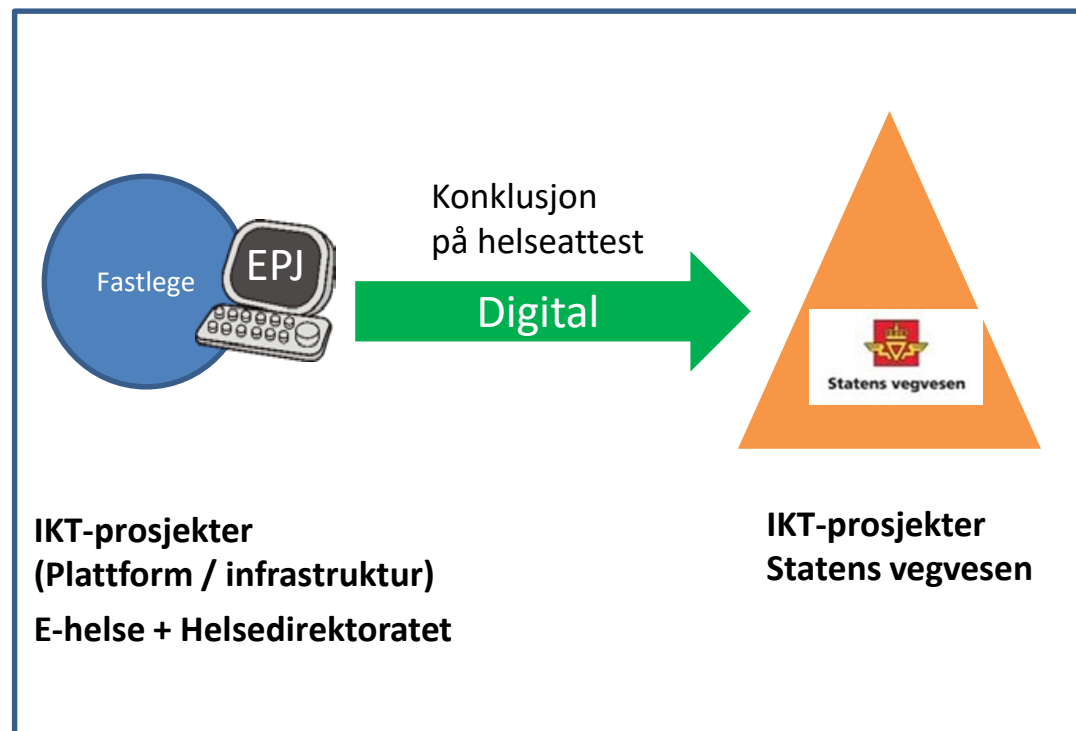 Konklusjon
på helseattest
Fastlege
EPJ
Digital
Statens vegvesen
IKT-prosjekter
(Plattform / infrastruktur)
E-helse + Helsedirektoratet
IKT-prosjekter
Statens vegvesen